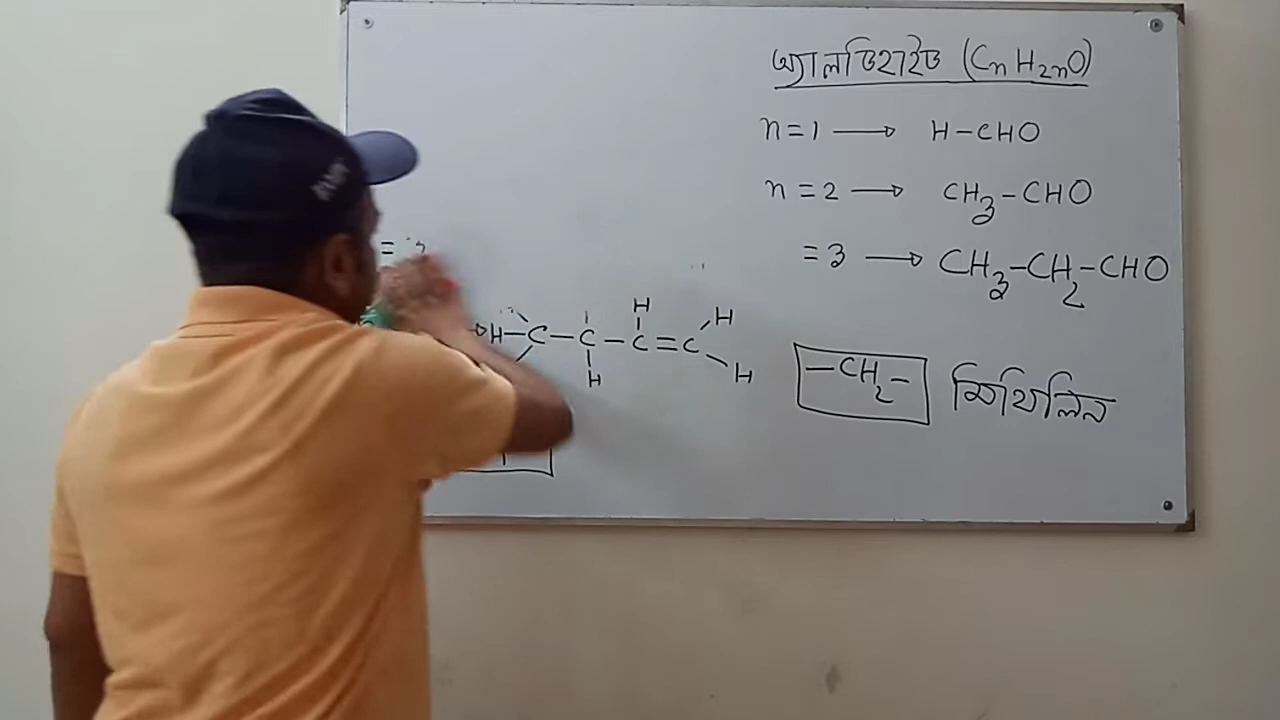 অ্যালডিহাইড (CnH2nO)
n=1 → H-CHO
n=2 → CH3-CHO
=3 → CH3-CH2-CHO
=
H H
H-C-C-C=C
H H
-CH2- মিথিলিন